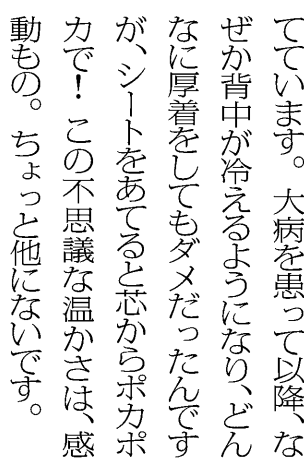 てています。大病を患って以降、な
ぜか背中が冷えるようになり、どん
なに厚着をしてもダメだったんです
が、シートをあてると芯からポカポ
カで！この不思議な温かさは、感
動もの。ちょっと他にないです。